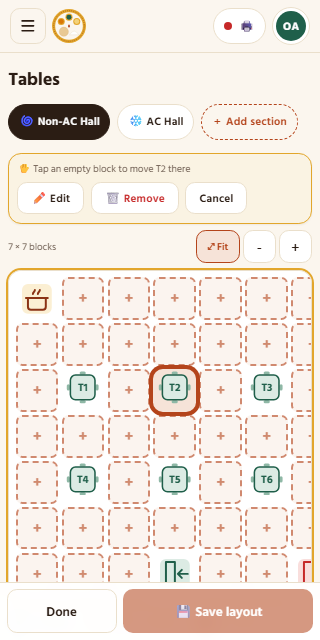 OA
Tables
Non-AC Hall
AC Hall
+ Add section
Tap an empty block to move T2 there
Edit
Remove
Cancel
7 × 7 blocks
Fit
-
+
+ + + + + +
+ + + + + + +
+ T1 + T2 + T3 +
+ + + + + + +
+ T4 + T5 + T6 +
+ + + + + + +
+ + + + +
Done
Save layout